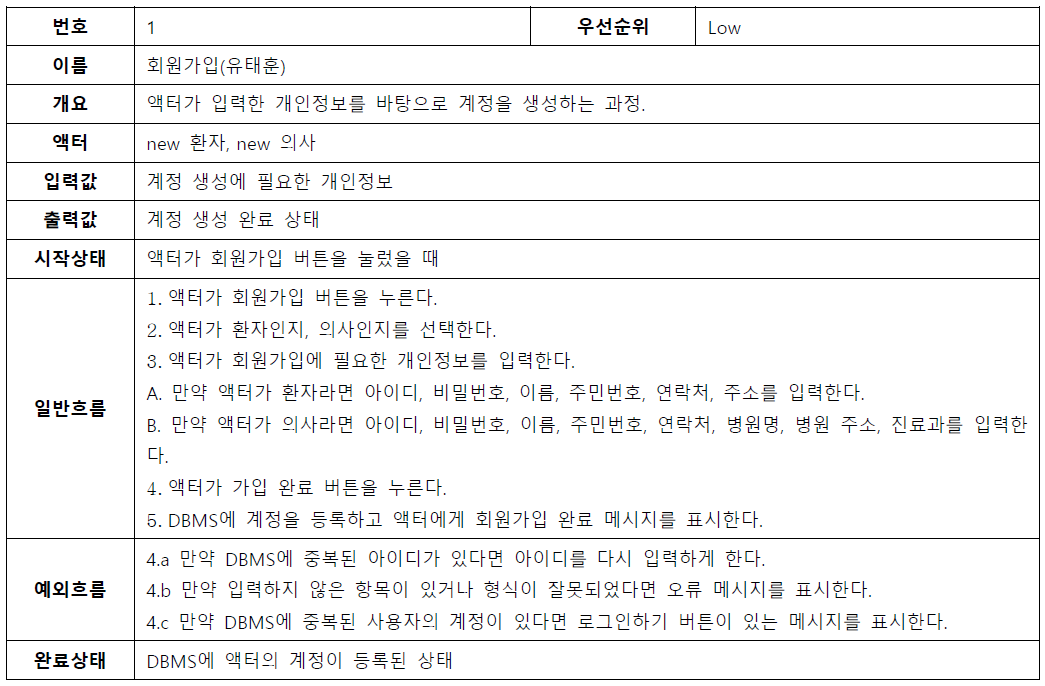 번호 1 우선순위 Low
이름 회원가입(유태훈)
개요 액터가 입력한 개인정보를 바탕으로 계정을 생성하는 과정.
액터 new 환자, new 의사
입력값 계정 생성에 필요한 개인정보
출력값 계정 생성 완료 상태
시작상태 액터가 회원가입 버튼을 눌렀을 때
일반흐름
1. 액터가 회원가입 버튼을 누른다.
2. 액터가 환자인지, 의사인지를 선택한다.
3. 액터가 회원가입에 필요한 개인정보를 입력한다.
A. 만약 액터가 환자라면 아이디, 비밀번호, 이름, 주민번호, 연락처, 주소를 입력한다.
B. 만약 액터가 의사라면 아이디, 비밀번호, 이름, 주민번호, 연락처, 병원명, 병원 주소, 진료과를 입력한
다.
4. 액터가 가입 완료 버튼을 누른다.
5. DBMS에 계정을 등록하고 액터에게 회원가입 완료 메시지를 표시한다.
예외흐름
4.a 만약 DBMS에 중복된 아이디가 있다면 아이디를 다시 입력하게 한다.
4.b 만약 입력하지 않은 항목이 있거나 형식이 잘못되었다면 오류 메시지를 표시한다.
4.c 만약 DBMS에 중복된 사용자의 계정이 있다면 로그인하기 버튼이 있는 메시지를 표시한다.
완료상태 DBMS에 액터의 계정이 등록된 상태